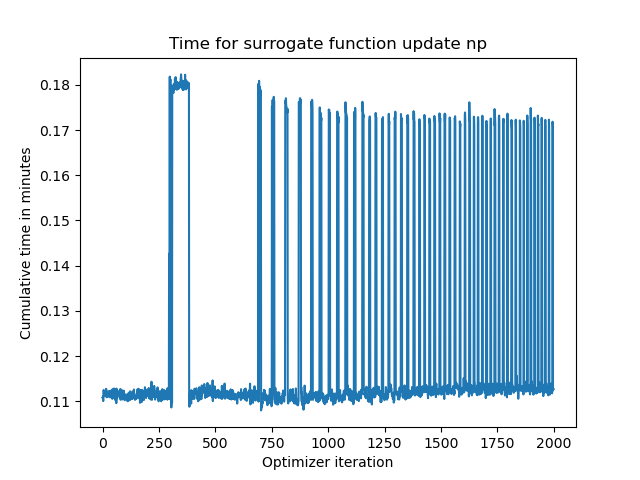 Time for surrogate function update np
Cumulative time in minutes
0.18
0.17
0.16
0.15
0.14
0.13
0.12
0.11
0 250 500 750 1000 1250 1500 1750 2000
Optimizer iteration